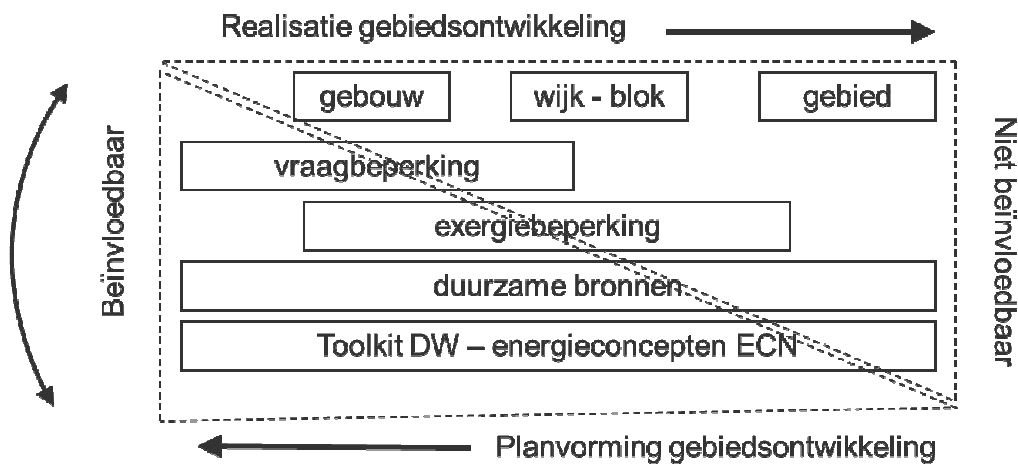 Realisatie gebiedsontwikkeling
gebouw
wijk - blok
gebied
Beïnvloedbaar
Niet beïnvloedbaar
vraagbeperking
exergiebeperking
duurzame bronnen
Toolkit DW – energieconcepten ECN
Planvorming gebiedsontwikkeling